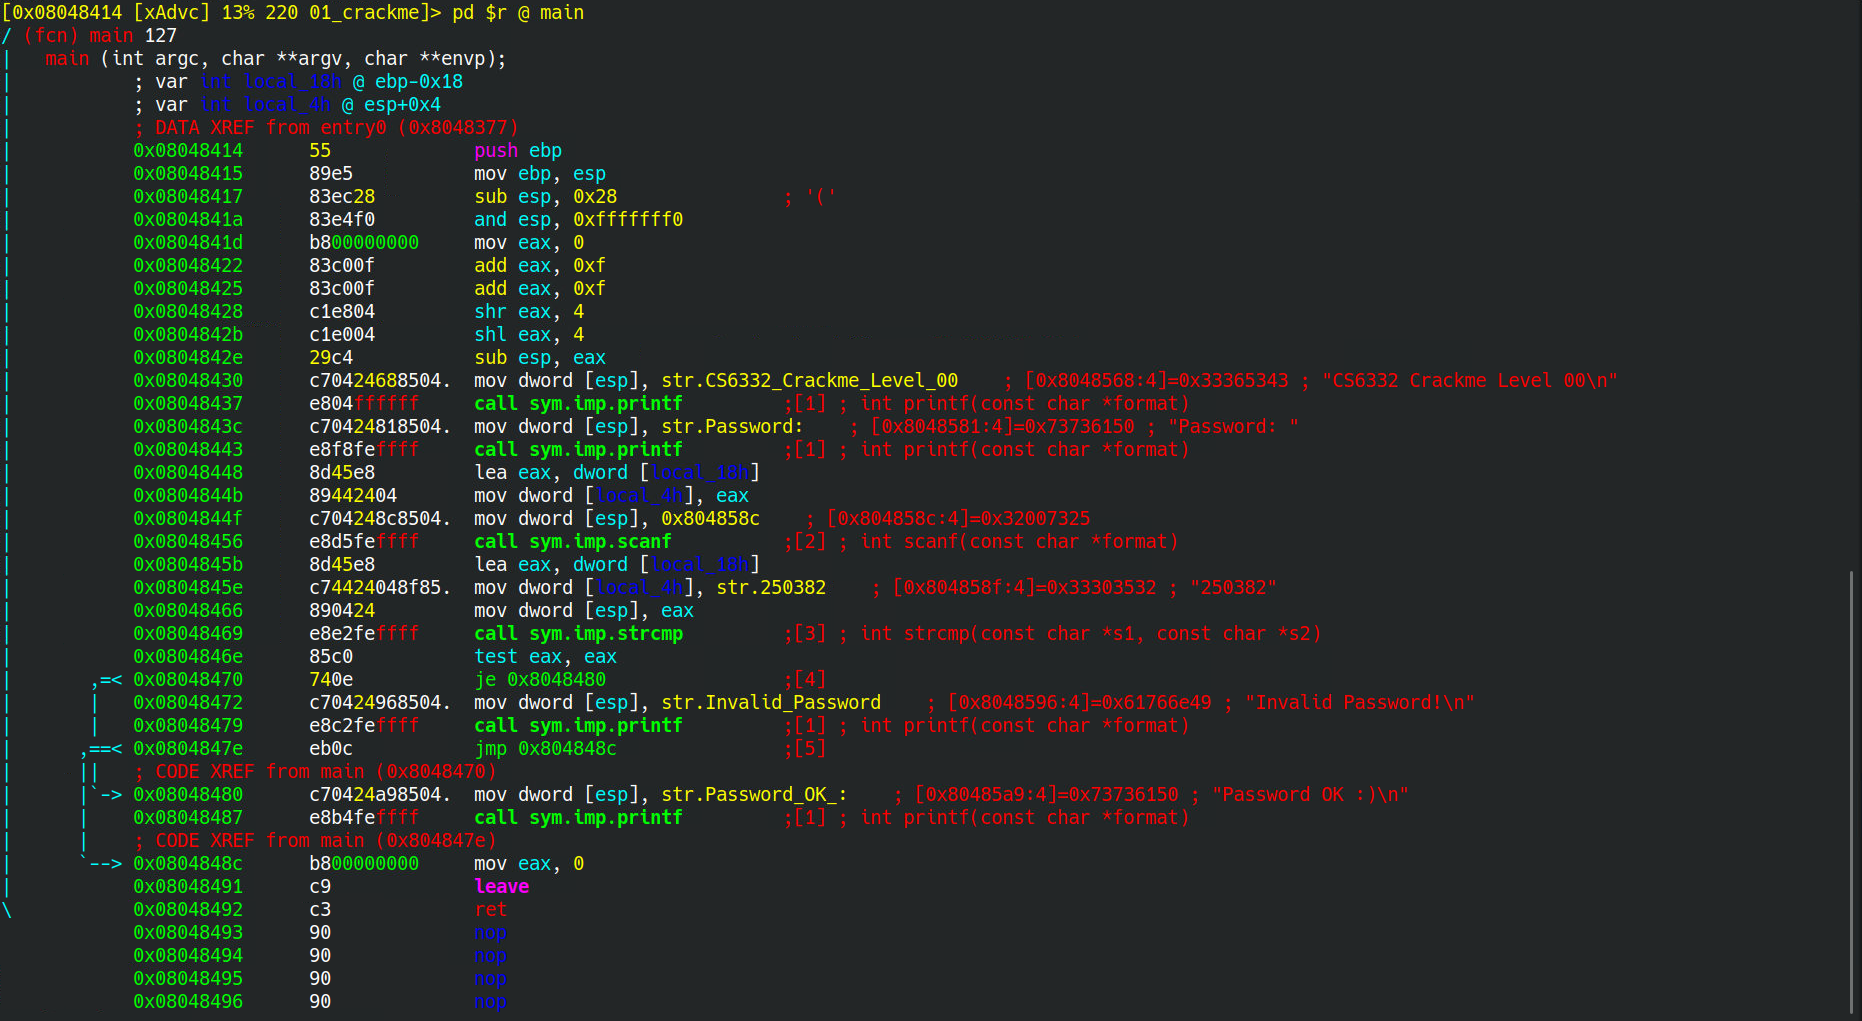 [0x08048414 [xAdvc] 13% 220 01_crackme]> pd $r @ main
/ (fcn) main 127
|   main (int argc, char **argv, char **envp);
|           ; var int local_18h @ ebp-0x18
|           ; var int local_4h @ esp+0x4
|           ; DATA XREF from entry0 (0x8048377)
|           0x08048414      55             push ebp
|           0x08048415      89e5           mov ebp, esp
|           0x08048417      83ec28         sub esp, 0x28               ; '('
|           0x0804841a      83e4f0         and esp, 0xfffffff0
|           0x0804841d      b800000000     mov eax, 0
|           0x08048422      83c00f         add eax, 0xf
|           0x08048425      83c00f         add eax, 0xf
|           0x08048428      c1e804         shr eax, 4
|           0x0804842b      c1e004         shl eax, 4
|           0x0804842e      29c4           sub esp, eax
|           0x08048430      c70424688504.  mov dword [esp], str.CS6332_Crackme_Level_00    ; [0x8048568:4]=0x33365343 ; "CS6332 Crackme Level 00\n"
|           0x08048437      e804ffffff     call sym.imp.printf         ;[1] ; int printf(const char *format)
|           0x0804843c      c70424818504.  mov dword [esp], str.Password:    ; [0x8048581:4]=0x73736150 ; "Password: "
|           0x08048443      e8f8feffff     call sym.imp.printf         ;[1] ; int printf(const char *format)
|           0x08048448      8d45e8         lea eax, dword [local_18h]
|           0x0804844b      89442404       mov dword [local_4h], eax
|           0x0804844f      c704248c8504.  mov dword [esp], 0x804858c    ; [0x804858c:4]=0x32007325
|           0x08048456      e8d5feffff     call sym.imp.scanf          ;[2] ; int scanf(const char *format)
|           0x0804845b      8d45e8         lea eax, dword [local_18h]
|           0x0804845e      c74424048f85.  mov dword [local_4h], str.250382    ; [0x804858f:4]=0x33303532 ; "250382"
|           0x08048466      890424         mov dword [esp], eax
|           0x08048469      e8e2feffff     call sym.imp.strcmp         ;[3] ; int strcmp(const char *s1, const char *s2)
|           0x0804846e      85c0           test eax, eax
|       ,=< 0x08048470      740e           je 0x8048480                ;[4]
|       |   0x08048472      c70424968504.  mov dword [esp], str.Invalid_Password    ; [0x8048596:4]=0x61766e49 ; "Invalid Password!\n"
|       |   0x08048479      e8c2feffff     call sym.imp.printf         ;[1] ; int printf(const char *format)
|      ,==< 0x0804847e      eb0c           jmp 0x804848c               ;[5]
|      ||   ; CODE XREF from main (0x8048470)
|      |`-> 0x08048480      c70424a98504.  mov dword [esp], str.Password_OK_:    ; [0x80485a9:4]=0x73736150 ; "Password OK :)\n"
|      |    0x08048487      e8b4feffff     call sym.imp.printf         ;[1] ; int printf(const char *format)
|      |    ; CODE XREF from main (0x804847e)
|      `--> 0x0804848c      b800000000     mov eax, 0
|           0x08048491      c9             leave
\           0x08048492      c3             ret
            0x08048493      90             nop
            0x08048494      90             nop
            0x08048495      90             nop
            0x08048496      90             nop